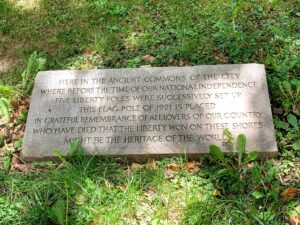 HERE IN THE ANCIENT COMMONS OF THE CITY
WHERE BEFORE THE TIME OF OUR NATIONAL INDEPENDENCE
FIVE LIBERTY POLES WERE SUCCESSIVELY SET UP
THIS FLAG POLE OF 1921 IS PLACED
IN GRATEFUL REMEMBRANCE OF ALL LOVERS OF OUR COUNTRY
WHO HAVE DIED THAT THE LIBERTY WON ON THESE SHORES
MIGHT BE THE HERITAGE OF THE WORLD